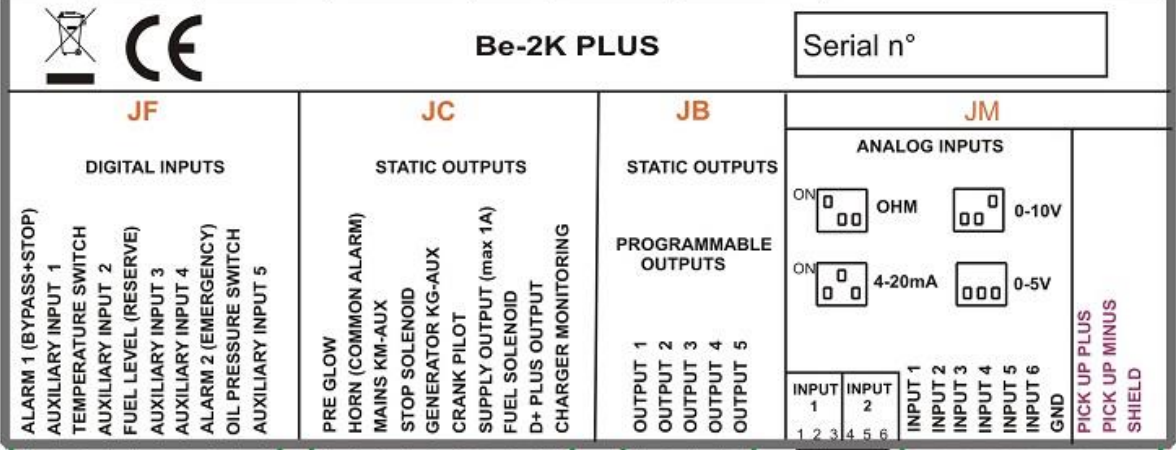 CE
Be-2K PLUS
Serial n°
JF
DIGITAL INPUTS
ALARM 1 (BYPASS+STOP)
AUXILIARY INPUT 1
TEMPERATURE SWITCH
AUXILIARY INPUT 2
FUEL LEVEL (RESERVE)
AUXILIARY INPUT 3
AUXILIARY INPUT 4
ALARM 2 (EMERGENCY)
OIL PRESSURE SWITCH
AUXILIARY INPUT 5
JC
STATIC OUTPUTS
PRE GLOW
HORN (COMMON ALARM)
MAINS KM-AUX
STOP SOLENOID
GENERATOR KG-AUX
CRANK PILOT
SUPPLY OUTPUT (max 1A)
FUEL SOLENOID
D+ PLUS OUTPUT
CHARGER MONITORING
JB
STATIC OUTPUTS
PROGRAMMABLE
OUTPUTS
OUTPUT 1
OUTPUT 2
OUTPUT 3
OUTPUT 4
OUTPUT 5
JM
ANALOG INPUTS
ON OHM
0-10V
ON 4-20mA
0-5V
INPUT
1
1 2 3
INPUT
2
4 5 6
INPUT 1
INPUT 2
INPUT 3
INPUT 4
INPUT 5
INPUT 6
GND
PICK UP PLUS
PICK UP MINUS
SHIELD